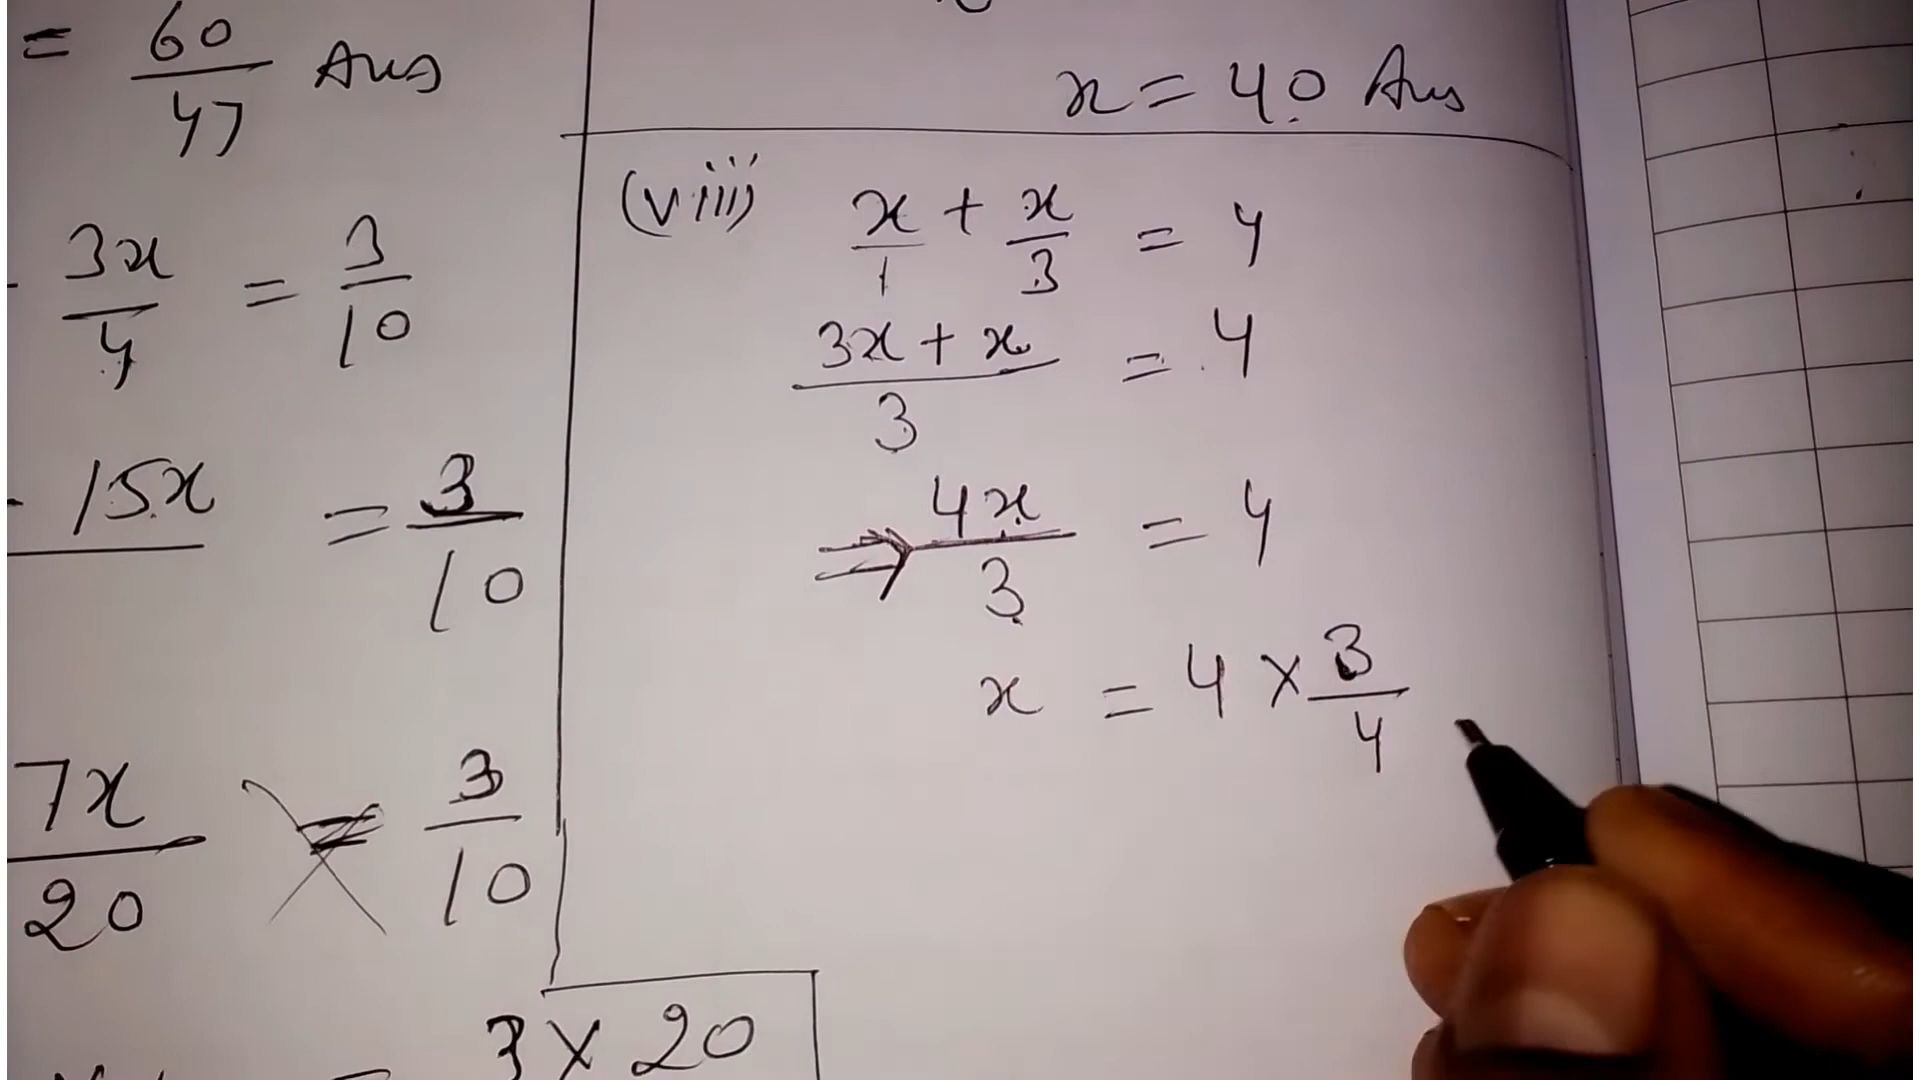 = 60/47 Ans
- 3x/4 = 3/10
- 15x = 3/10
7x/20 = 3/10
3 × 20
x = 40 Ans
(viii) x/1 + x/3 = 4
3x + x/3 = 4
⇒ 4x/3 = 4
x = 4 × 3/4